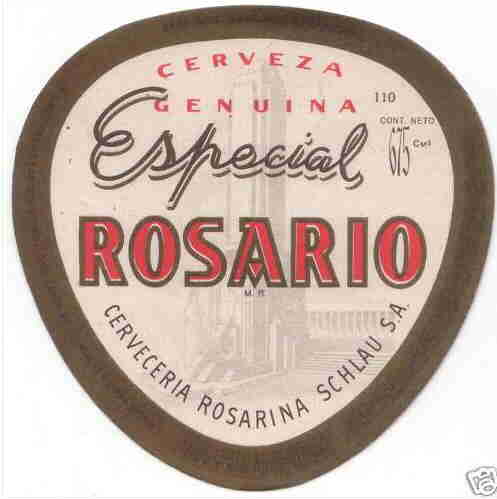 CERVEZA
GENUINA
110
CONT. NETO
675 Cm3
Especial
ROSARIO
M. R.
CERVECERIA ROSARINA SCHLAU S.A.